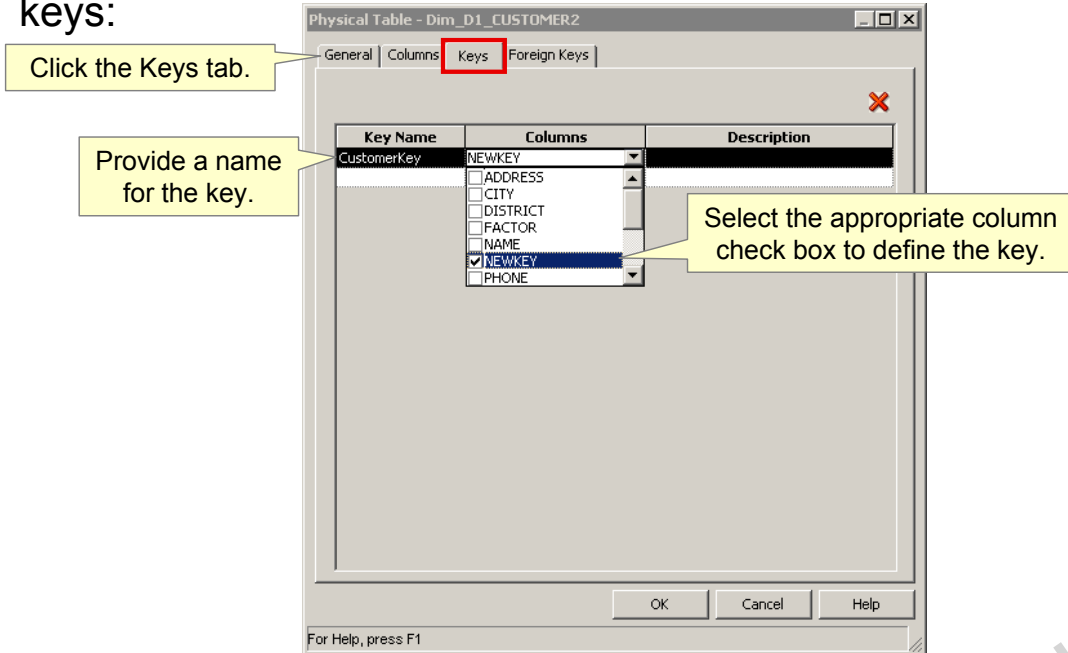 keys:
Physical Table - Dim_D1_CUSTOMER2
Click the Keys tab.
General Columns Keys Foreign Keys
Key Name Columns Description
Provide a name
for the key.
CustomerKey NEWKEY
ADDRESS
CITY
DISTRICT
FACTOR
NAME
NEWKEY
PHONE
Select the appropriate column
check box to define the key.
OK Cancel Help
For Help, press F1